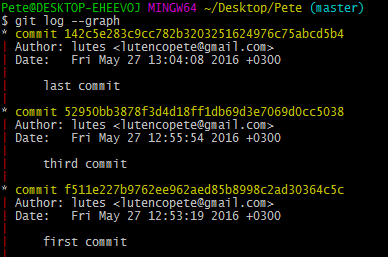 Pete@DESKTOP-EHEEVOJ MINGW64 ~/Desktop/Pete (master)
$ git log --graph
* commit 142c5e283c9cc782b3203251624976c75abcd5b4
| Author: lutes <lutencopete@gmail.com>
| Date:   Fri May 27 13:04:08 2016 +0300
|
|     last commit
|
* commit 52950bb3878f3d4d18ff1db69d3e7069d0cc5038
| Author: lutes <lutencopete@gmail.com>
| Date:   Fri May 27 12:55:54 2016 +0300
|
|     third commit
|
* commit f511e227b9762ee962aed85b8998c2ad30364c5c
| Author: lutes <lutencopete@gmail.com>
| Date:   Fri May 27 12:53:19 2016 +0300
|
|     first commit
|